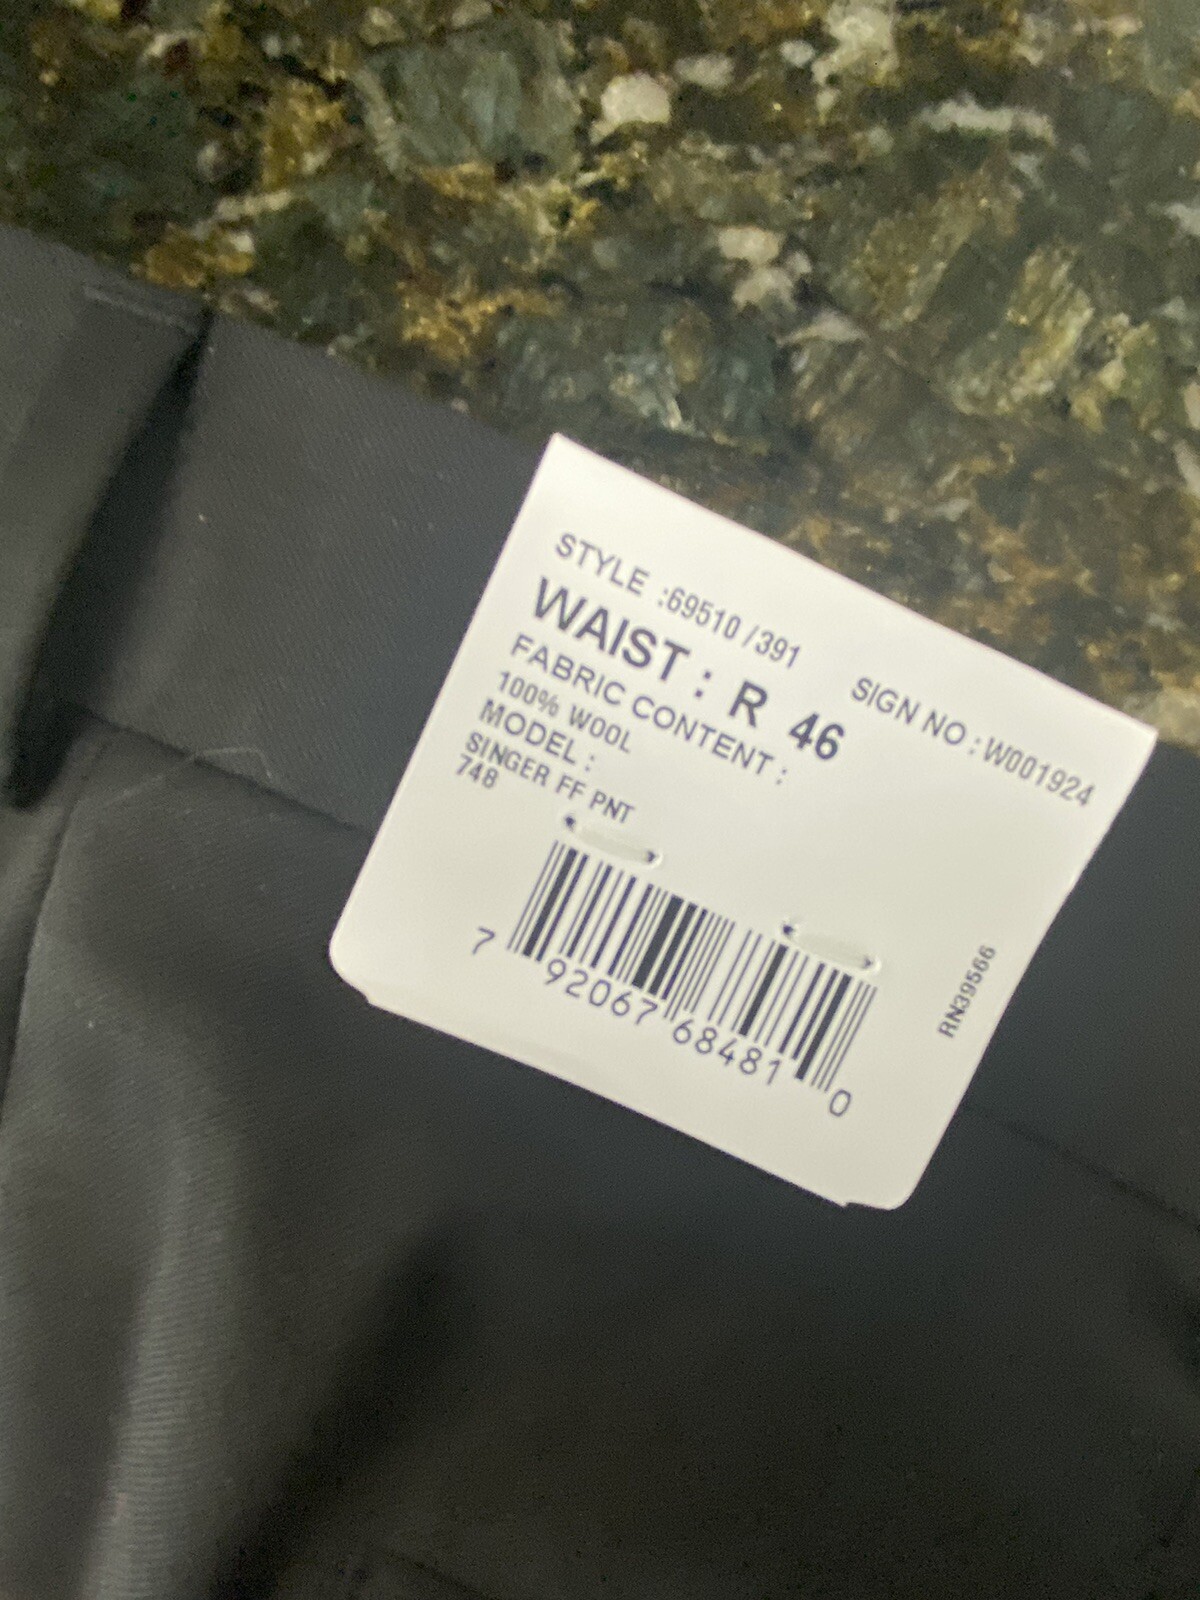 STYLE :69510 /391
SIGN NO : W001924
WAIST : R 46
FABRIC CONTENT :
100% WOOL
MODEL :
SINGER FF PNT
748
7 92067 68481 0
RN39566